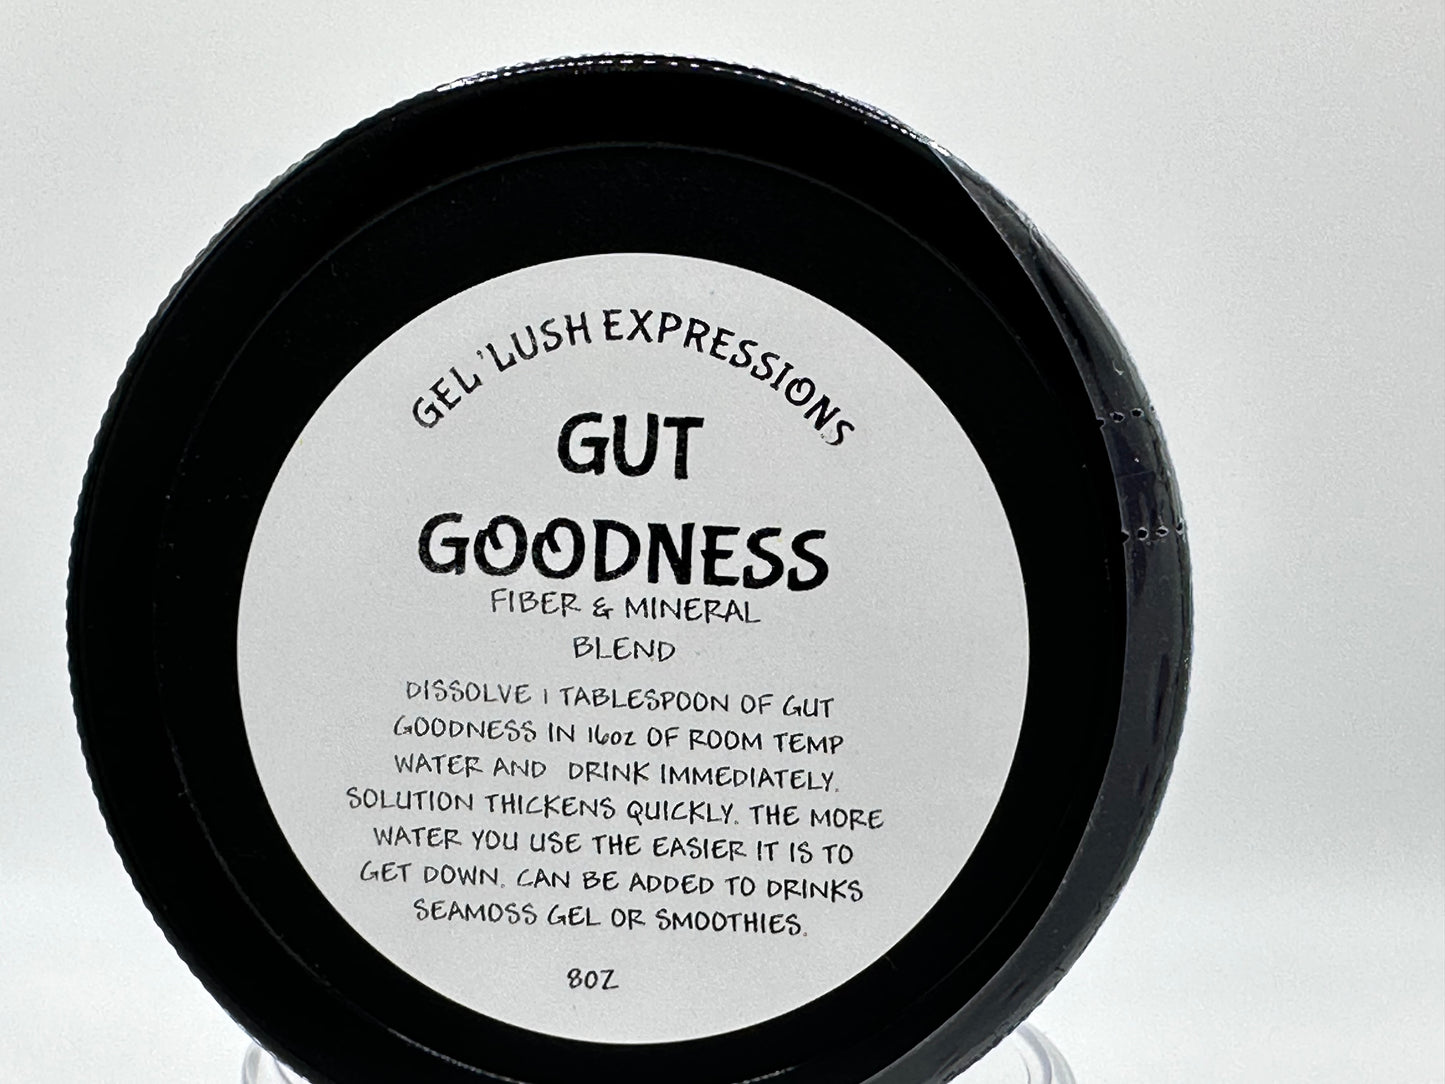 GEL 'LUSH EXPRESSIONS
GUT
GOODNESS
FIBER & MINERAL
BLEND
DISSOLVE 1 TABLESPOON OF GUT
GOODNESS IN 16oz OF ROOM TEMP
WATER AND DRINK IMMEDIATELY.
SOLUTION THICKENS QUICKLY. THE MORE
WATER YOU USE THE EASIER IT IS TO
GET DOWN. CAN BE ADDED TO DRINKS
SEAMOSS GEL OR SMOOTHIES.
8OZ